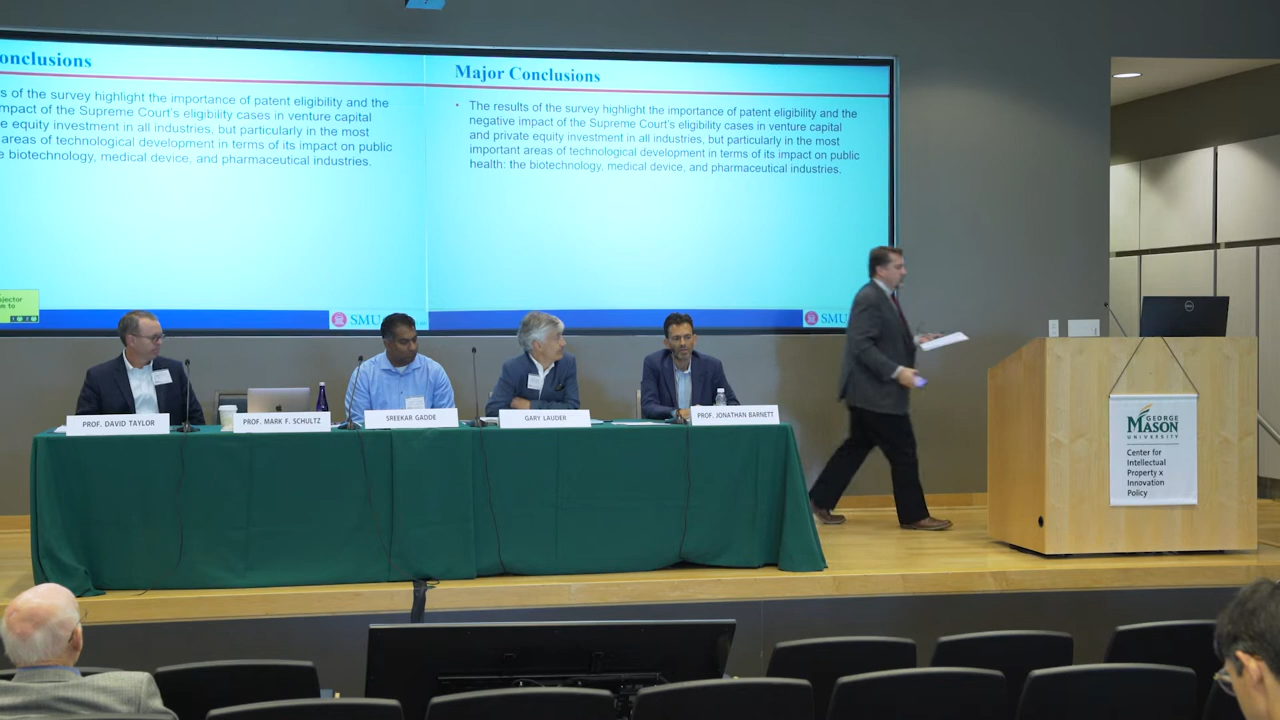 onclusions
s of the survey highlight the importance of patent eligibility and the
mpact of the Supreme Court's eligibility cases in venture capital
e equity investment in all industries, but particularly in the most
areas of technological development in terms of its impact on public
e biotechnology, medical device, and pharmaceutical industries.
jector
m to
SMU
Major Conclusions
• The results of the survey highlight the importance of patent eligibility and the
negative impact of the Supreme Court's eligibility cases in venture capital
and private equity investment in all industries, but particularly in the most
important areas of technological development in terms of its impact on public
health: the biotechnology, medical device, and pharmaceutical industries.
SMU
PROF. DAVID TAYLOR
PROF. MARK F. SCHULTZ
SREEKAR GADDE
GARY LAUDER
PROF. JONATHAN BARNETT
DELL
GEORGE
MASON
UNIVERSITY
Center for
Intellectual
Property x
Innovation
Policy